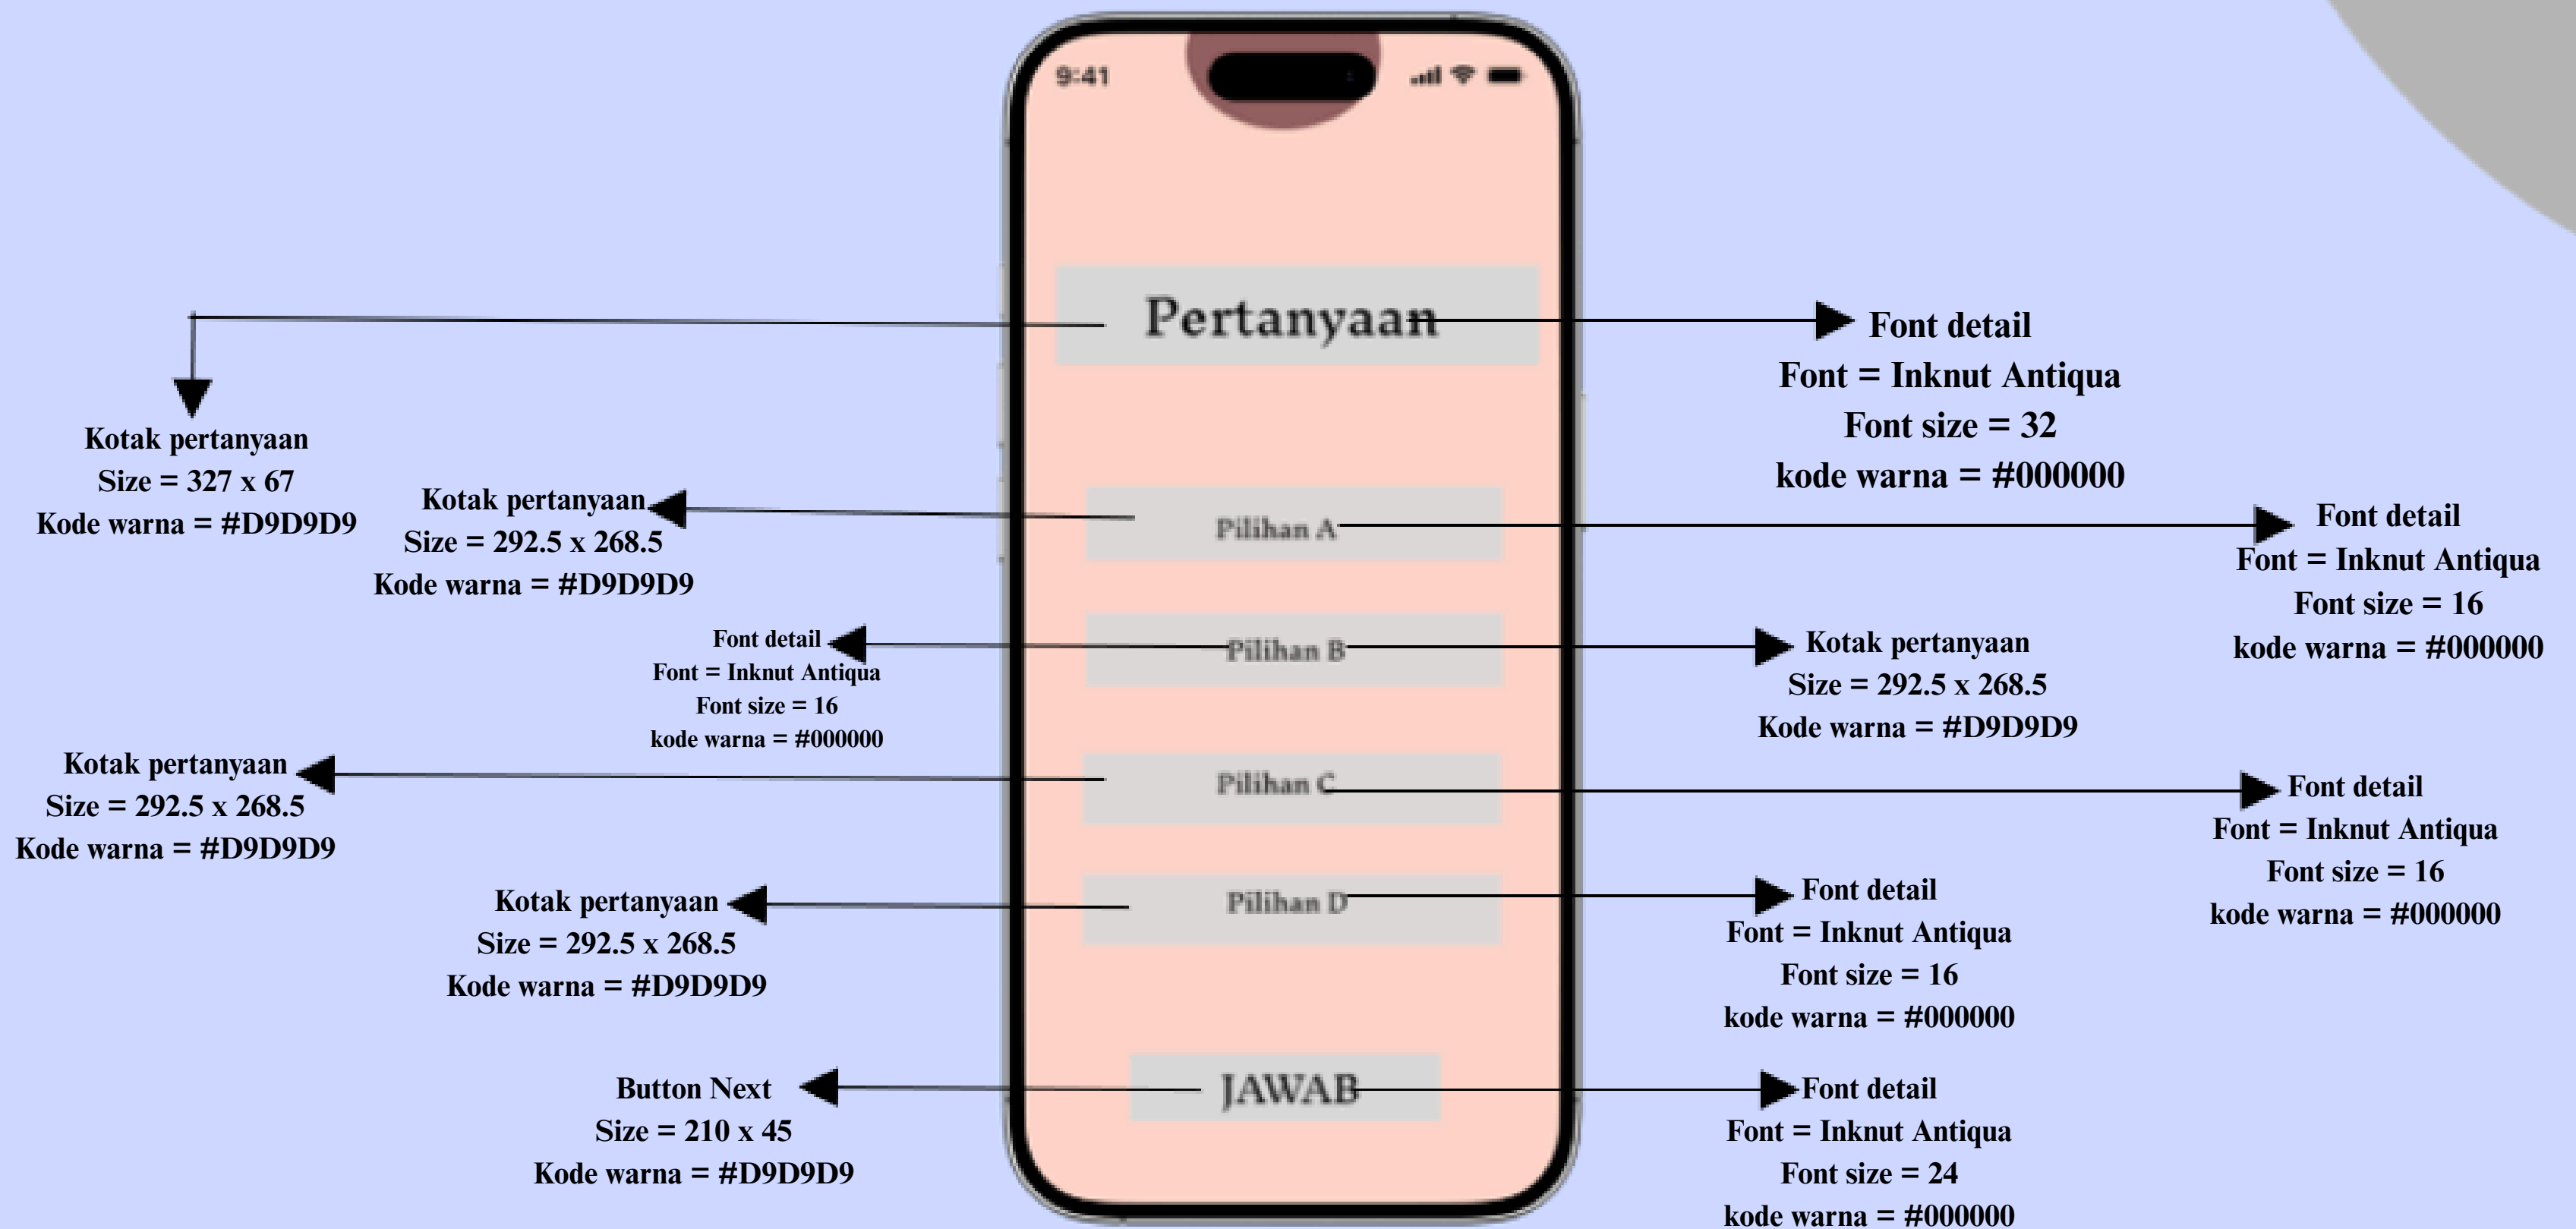 9:41
Pertanyaan
Font detail
Font = Inknut Antiqua
Font size = 32
kode warna = #000000
Kotak pertanyaan
Size = 327 x 67
Kode warna = #D9D9D9
Kotak pertanyaan
Size = 292.5 x 268.5
Kode warna = #D9D9D9
Pilihan A
Font detail
Font = Inknut Antiqua
Font size = 16
kode warna = #000000
Font detail
Font = Inknut Antiqua
Font size = 16
kode warna = #000000
Pilihan B
Kotak pertanyaan
Size = 292.5 x 268.5
Kode warna = #D9D9D9
Kotak pertanyaan
Size = 292.5 x 268.5
Kode warna = #D9D9D9
Pilihan C
Font detail
Font = Inknut Antiqua
Font size = 16
kode warna = #000000
Kotak pertanyaan
Size = 292.5 x 268.5
Kode warna = #D9D9D9
Pilihan D
Font detail
Font = Inknut Antiqua
Font size = 16
kode warna = #000000
Button Next
Size = 210 x 45
Kode warna = #D9D9D9
JAWAB
Font detail
Font = Inknut Antiqua
Font size = 24
kode warna = #000000